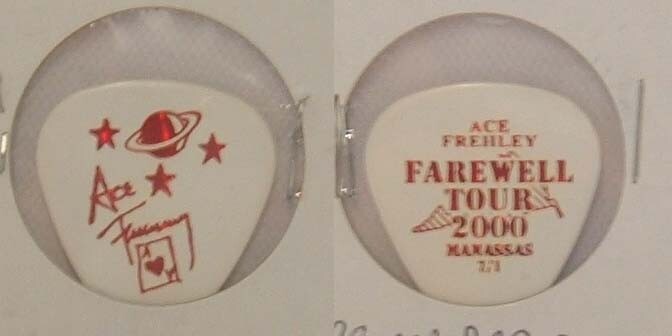 Ace
Frehley
A
ACE
FREHLEY
FAREWELL
TOUR
2000
MANASSAS
7/1